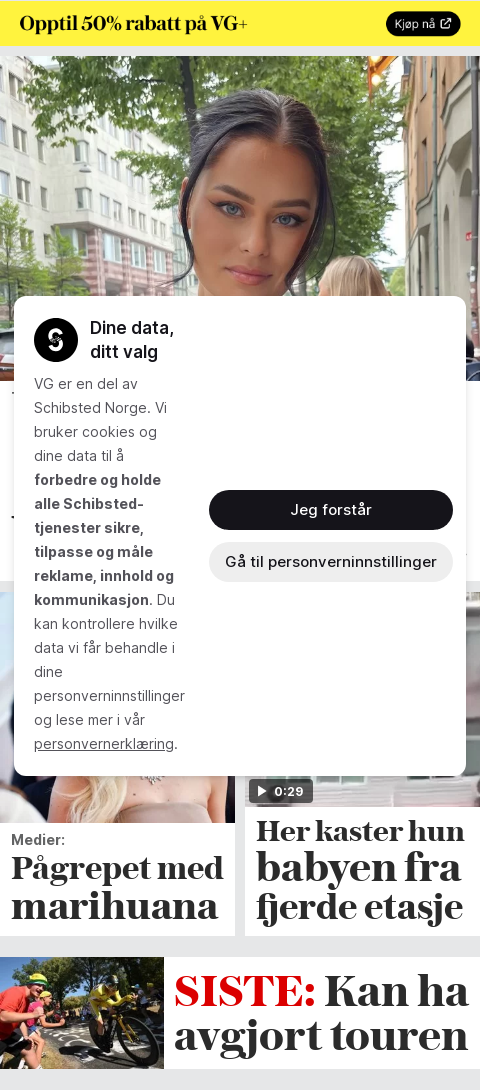 Opptil 50% rabatt på VG+
Kjøp nå
Dine data,
ditt valg
VG er en del av
Schibsted Norge. Vi
bruker cookies og
dine data til å
forbedre og holde
alle Schibsted-
tjenester sikre,
tilpasse og måle
reklame, innhold og
kommunikasjon. Du
kan kontrollere hvilke
data vi får behandle i
dine
personverninnstillinger
og lese mer i vår
personvernerklæring.
Jeg forstår
Gå til personverninnstillinger
0:29
Medier:
Pågrepet med
marihuana
Her kaster hun
babyen fra
fjerde etasje
SISTE: Kan ha
avgjort touren